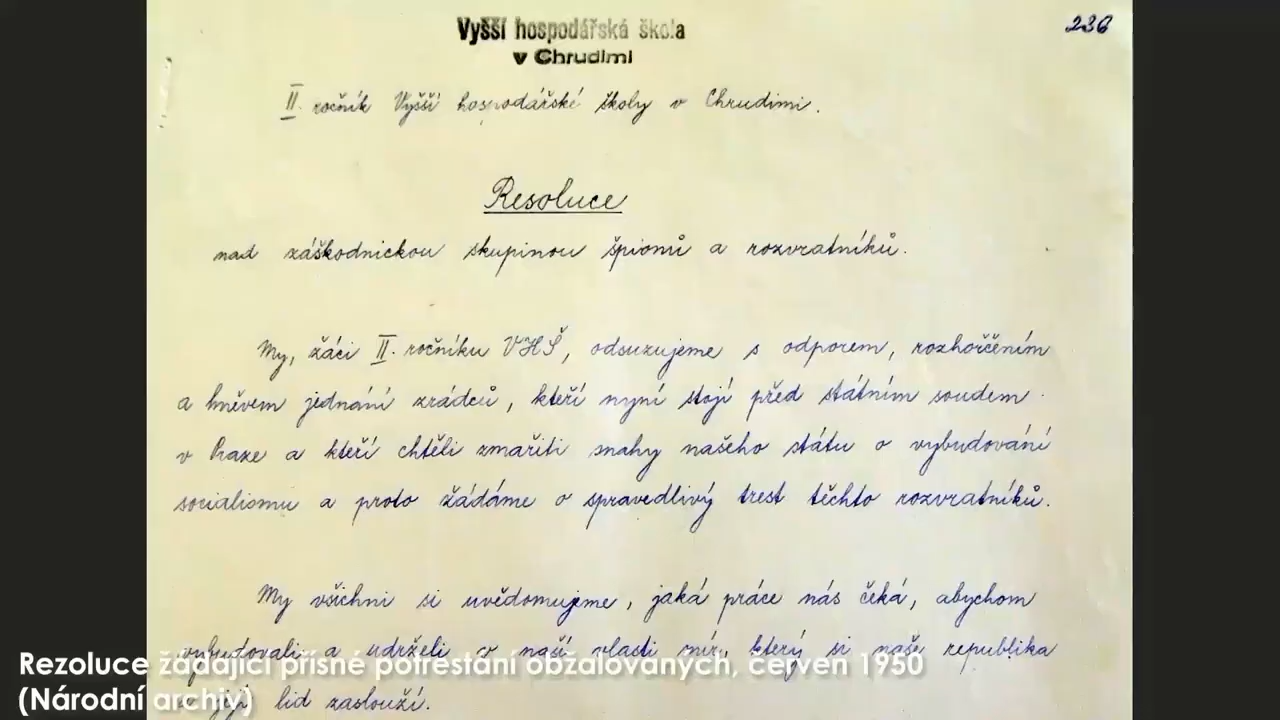 Vyšší hospodářská škola
v Chrudimi
236
II. ročník Vyšší hospodářské školy v Chrudimi.
Resoluce
nad záškodnickou skupinou špionů a rozvratníků.
My, žáci II. ročníku VHŠ, odsuzujeme s odporem, rozhořčením
a hněvem jednání zrádců, kteří nyní stojí před státním soudem
v Praze a kteří chtěli zmařiti snahy našeho státu o vybudování
socialismu a proto žádáme o spravedlivý trest těchto rozvratníků.
My všichni si uvědomujeme, jaká práce nás čeká, abychom
vybudovali a udrželi v naší vlasti mír, který si naše republika
a její lid zaslouží.
Rezoluce žádající přísné potrestání obžalovaných, červen 1950
(Národní archiv)